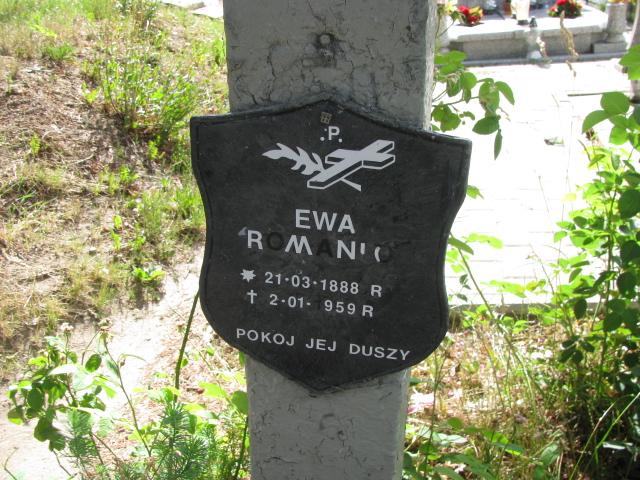 .P.
EWA
* 21·03·1888 R
✝ 2·01· 959 R
POKOJ JEJ DUSZY